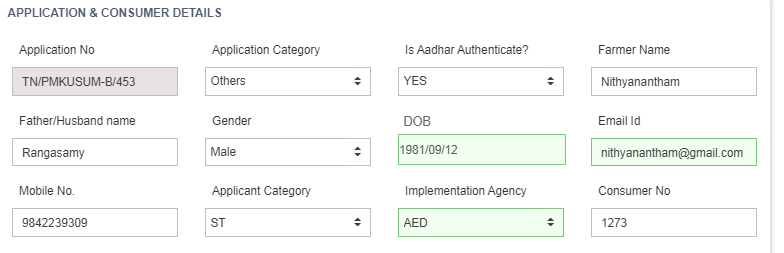 APPLICATION & CONSUMER DETAILS
Application No Application Category Is Aadhar Authenticate? Farmer Name
TN/PMKUSUM-B/453 Others YES Nithyanantham
Father/Husband name Gender DOB Email Id
Rangasamy Male 1981/09/12 nithyanantham@gmail.com
Mobile No. Applicant Category Implementation Agency Consumer No
9842239309 ST AED 1273